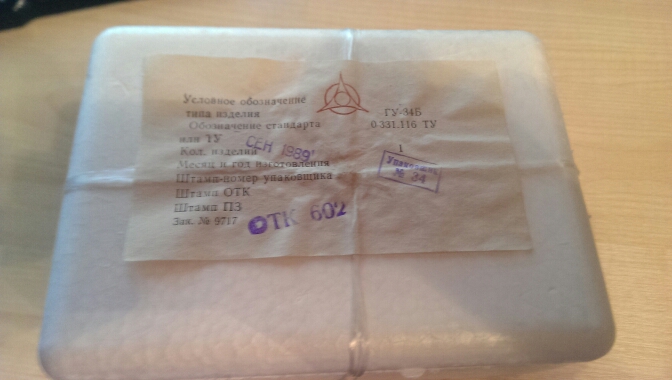 Условное обозначение
типа изделия ГУ-34Б
Обозначение стандарта 0 331.116 ТУ
или ТУ
Кол. изделий 1
СЕН 1989
Месяц и год изготовления
Упаковщик № 34
Штамп-номер упаковщика
Штамп ОТК
Штамп ПЗ
Зак. № 9717
ОТК 602